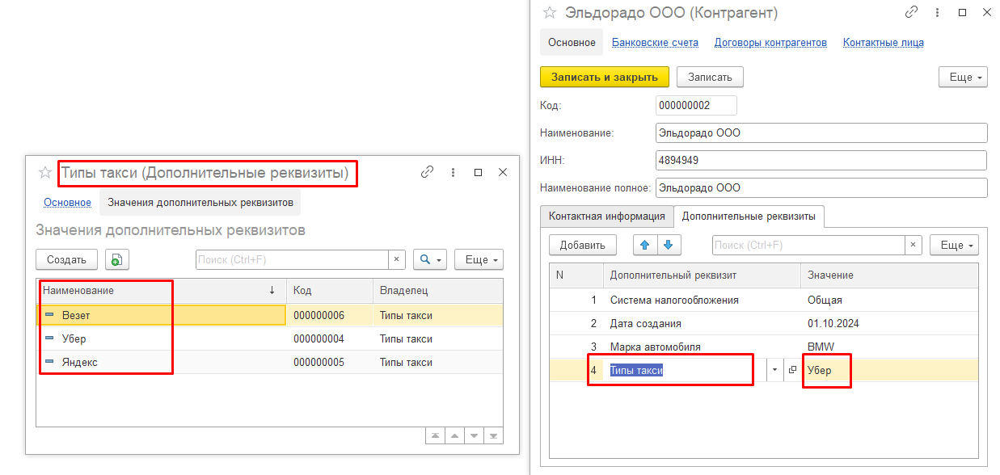 Типы такси (Дополнительные реквизиты)
Основное Значения дополнительных реквизитов
Значения дополнительных реквизитов
Создать Поиск (Ctrl+F) × Еще
Наименование ↓ Код Владелец
Везет 000000006 Типы такси
Убер 000000004 Типы такси
Яндекс 000000005 Типы такси
Эльдорадо ООО (Контрагент)
Основное Банковские счета Договоры контрагентов Контактные лица
Записать и закрыть Записать Еще
Код: 000000002
Наименование: Эльдорадо ООО
ИНН: 4894949
Наименование полное: Эльдорадо ООО
Контактная информация Дополнительные реквизиты
Добавить Поиск (Ctrl+F) × Еще
N Дополнительный реквизит Значение
1 Система налогообложения Общая
2 Дата создания 01.10.2024
3 Марка автомобиля BMW
4 Типы такси Убер